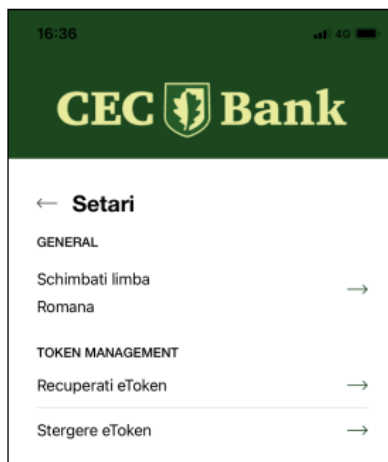 16:36
4G
CEC Bank
← Setari
GENERAL
Schimbati limba
Romana
TOKEN MANAGEMENT
Recuperati eToken
Stergere eToken